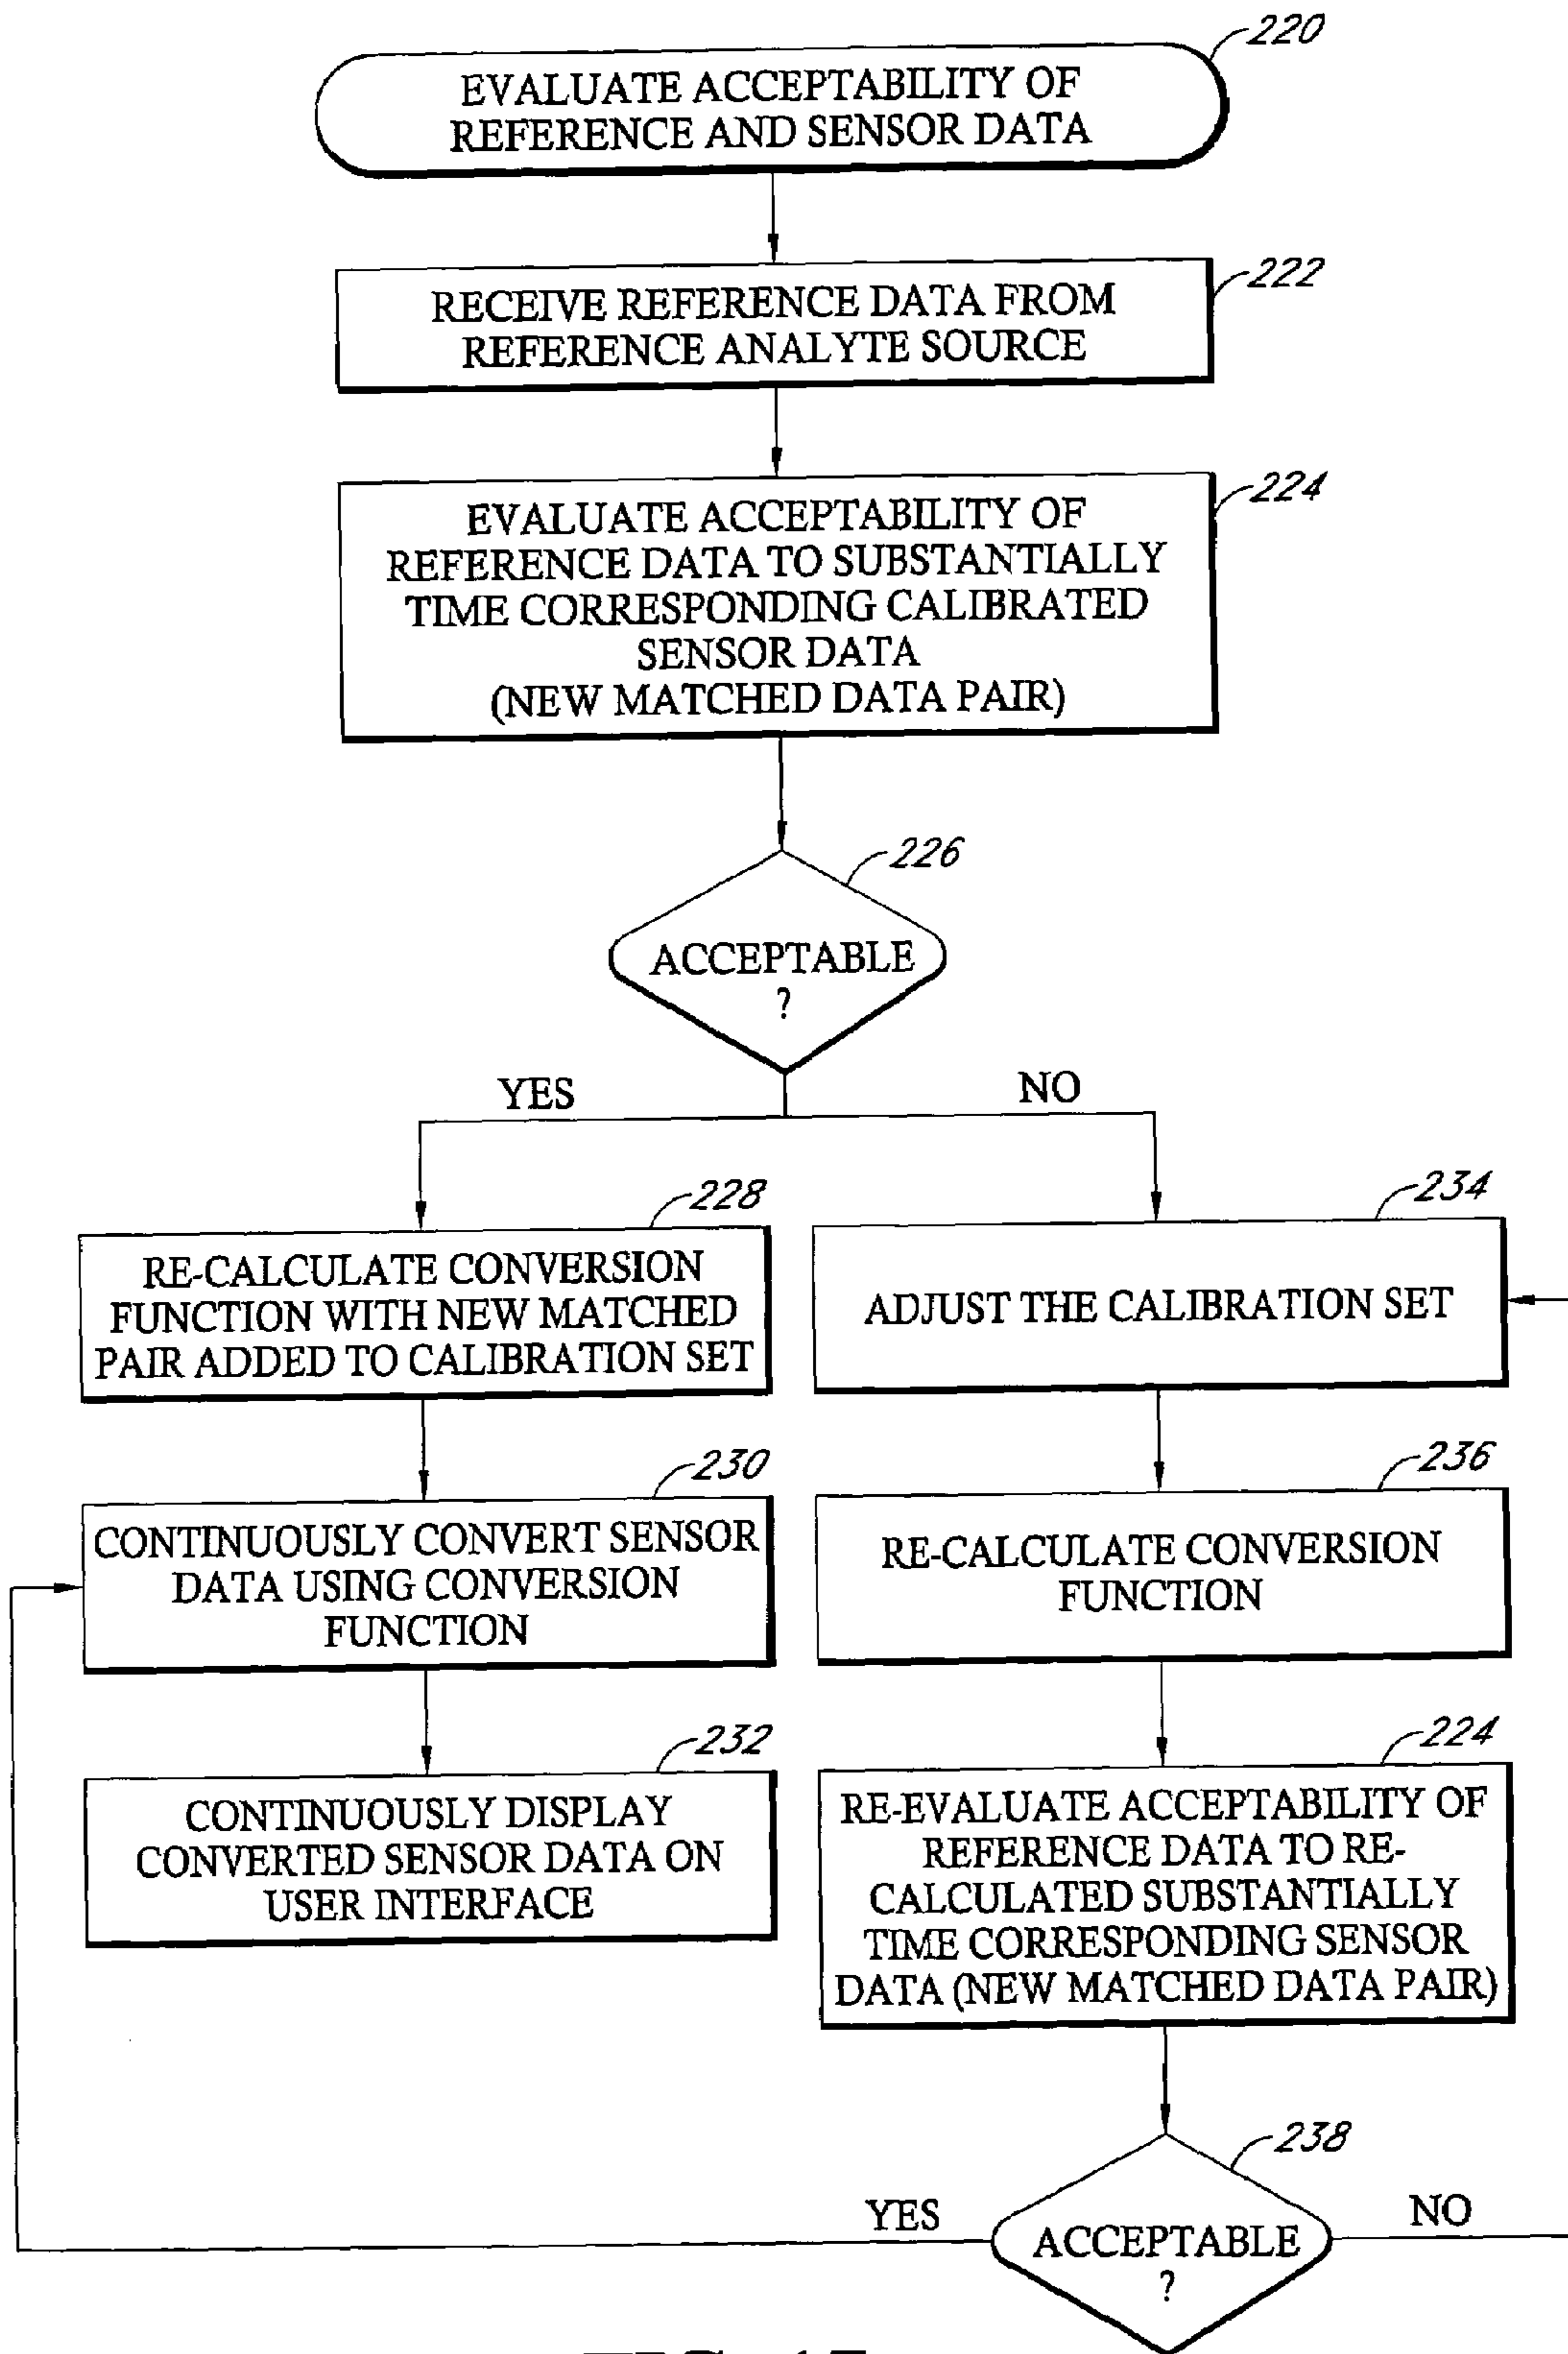 220
EVALUATE ACCEPTABILITY OF
REFERENCE AND SENSOR DATA
222
RECEIVE REFERENCE DATA FROM
REFERENCE ANALYTE SOURCE
224
EVALUATE ACCEPTABILITY OF
REFERENCE DATA TO SUBSTANTIALLY
TIME CORRESPONDING CALIBRATED
SENSOR DATA
(NEW MATCHED DATA PAIR)
226
ACCEPTABLE
?
YES
NO
228
RE-CALCULATE CONVERSION
FUNCTION WITH NEW MATCHED
PAIR ADDED TO CALIBRATION SET
234
ADJUST THE CALIBRATION SET
230
CONTINUOUSLY CONVERT SENSOR
DATA USING CONVERSION
FUNCTION
236
RE-CALCULATE CONVERSION
FUNCTION
232
CONTINUOUSLY DISPLAY
CONVERTED SENSOR DATA ON
USER INTERFACE
224
RE-EVALUATE ACCEPTABILITY OF
REFERENCE DATA TO RE-
CALCULATED SUBSTANTIALLY
TIME CORRESPONDING SENSOR
DATA (NEW MATCHED DATA PAIR)
238
YES
ACCEPTABLE
?
NO